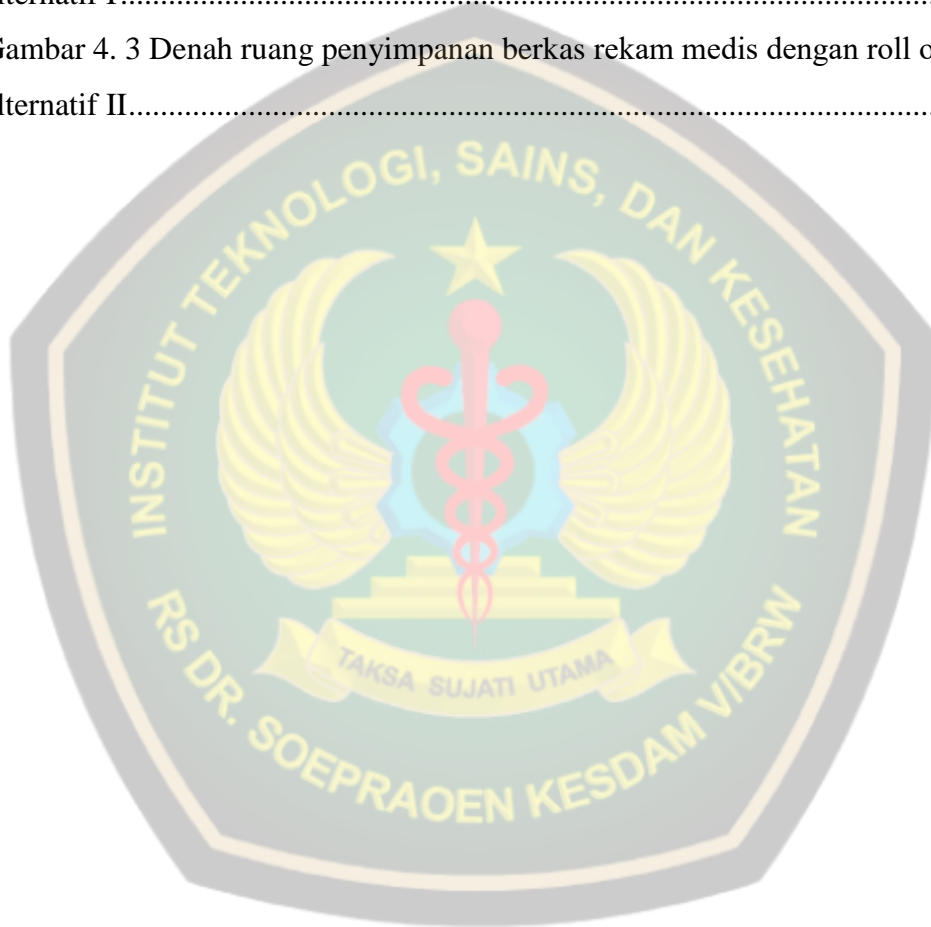 Gambar 4. 3 Denah ruang penyimpanan berkas rekam medis dengan roll
II..........................................................................................................
INSTITUT TEKNOLOGI, SAINS, DAN KESEHATAN
RS DR. SOEPRAOEN KESDAM V/BRW
TAKSA SUJATI UTAMA